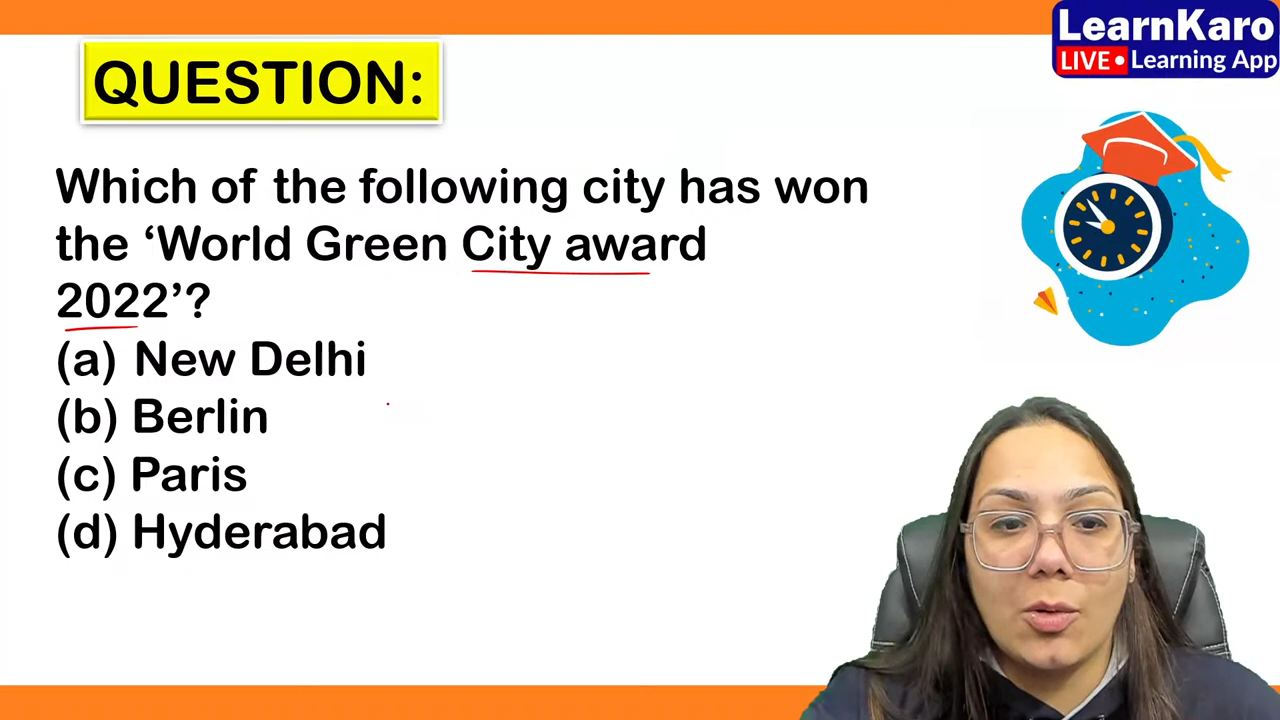 LearnKaro
LIVE • Learning App
QUESTION:
Which of the following city has won
the ‘World Green City award
2022’?
(a) New Delhi
(b) Berlin
(c) Paris
(d) Hyderabad